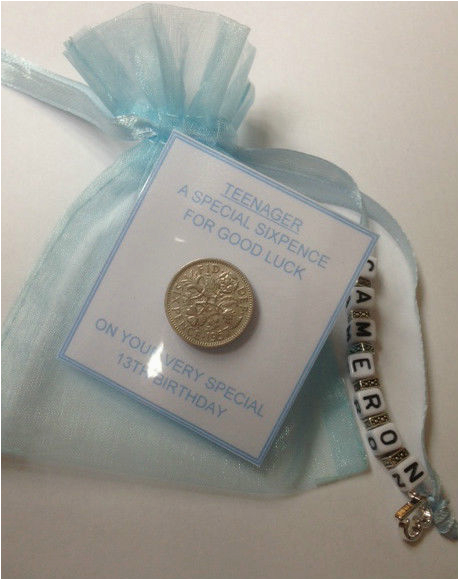 TEENAGER
A SPECIAL SIXPENCE
FOR GOOD LUCK
ON YOUR VERY SPECIAL
13TH BIRTHDAY
CAMERON